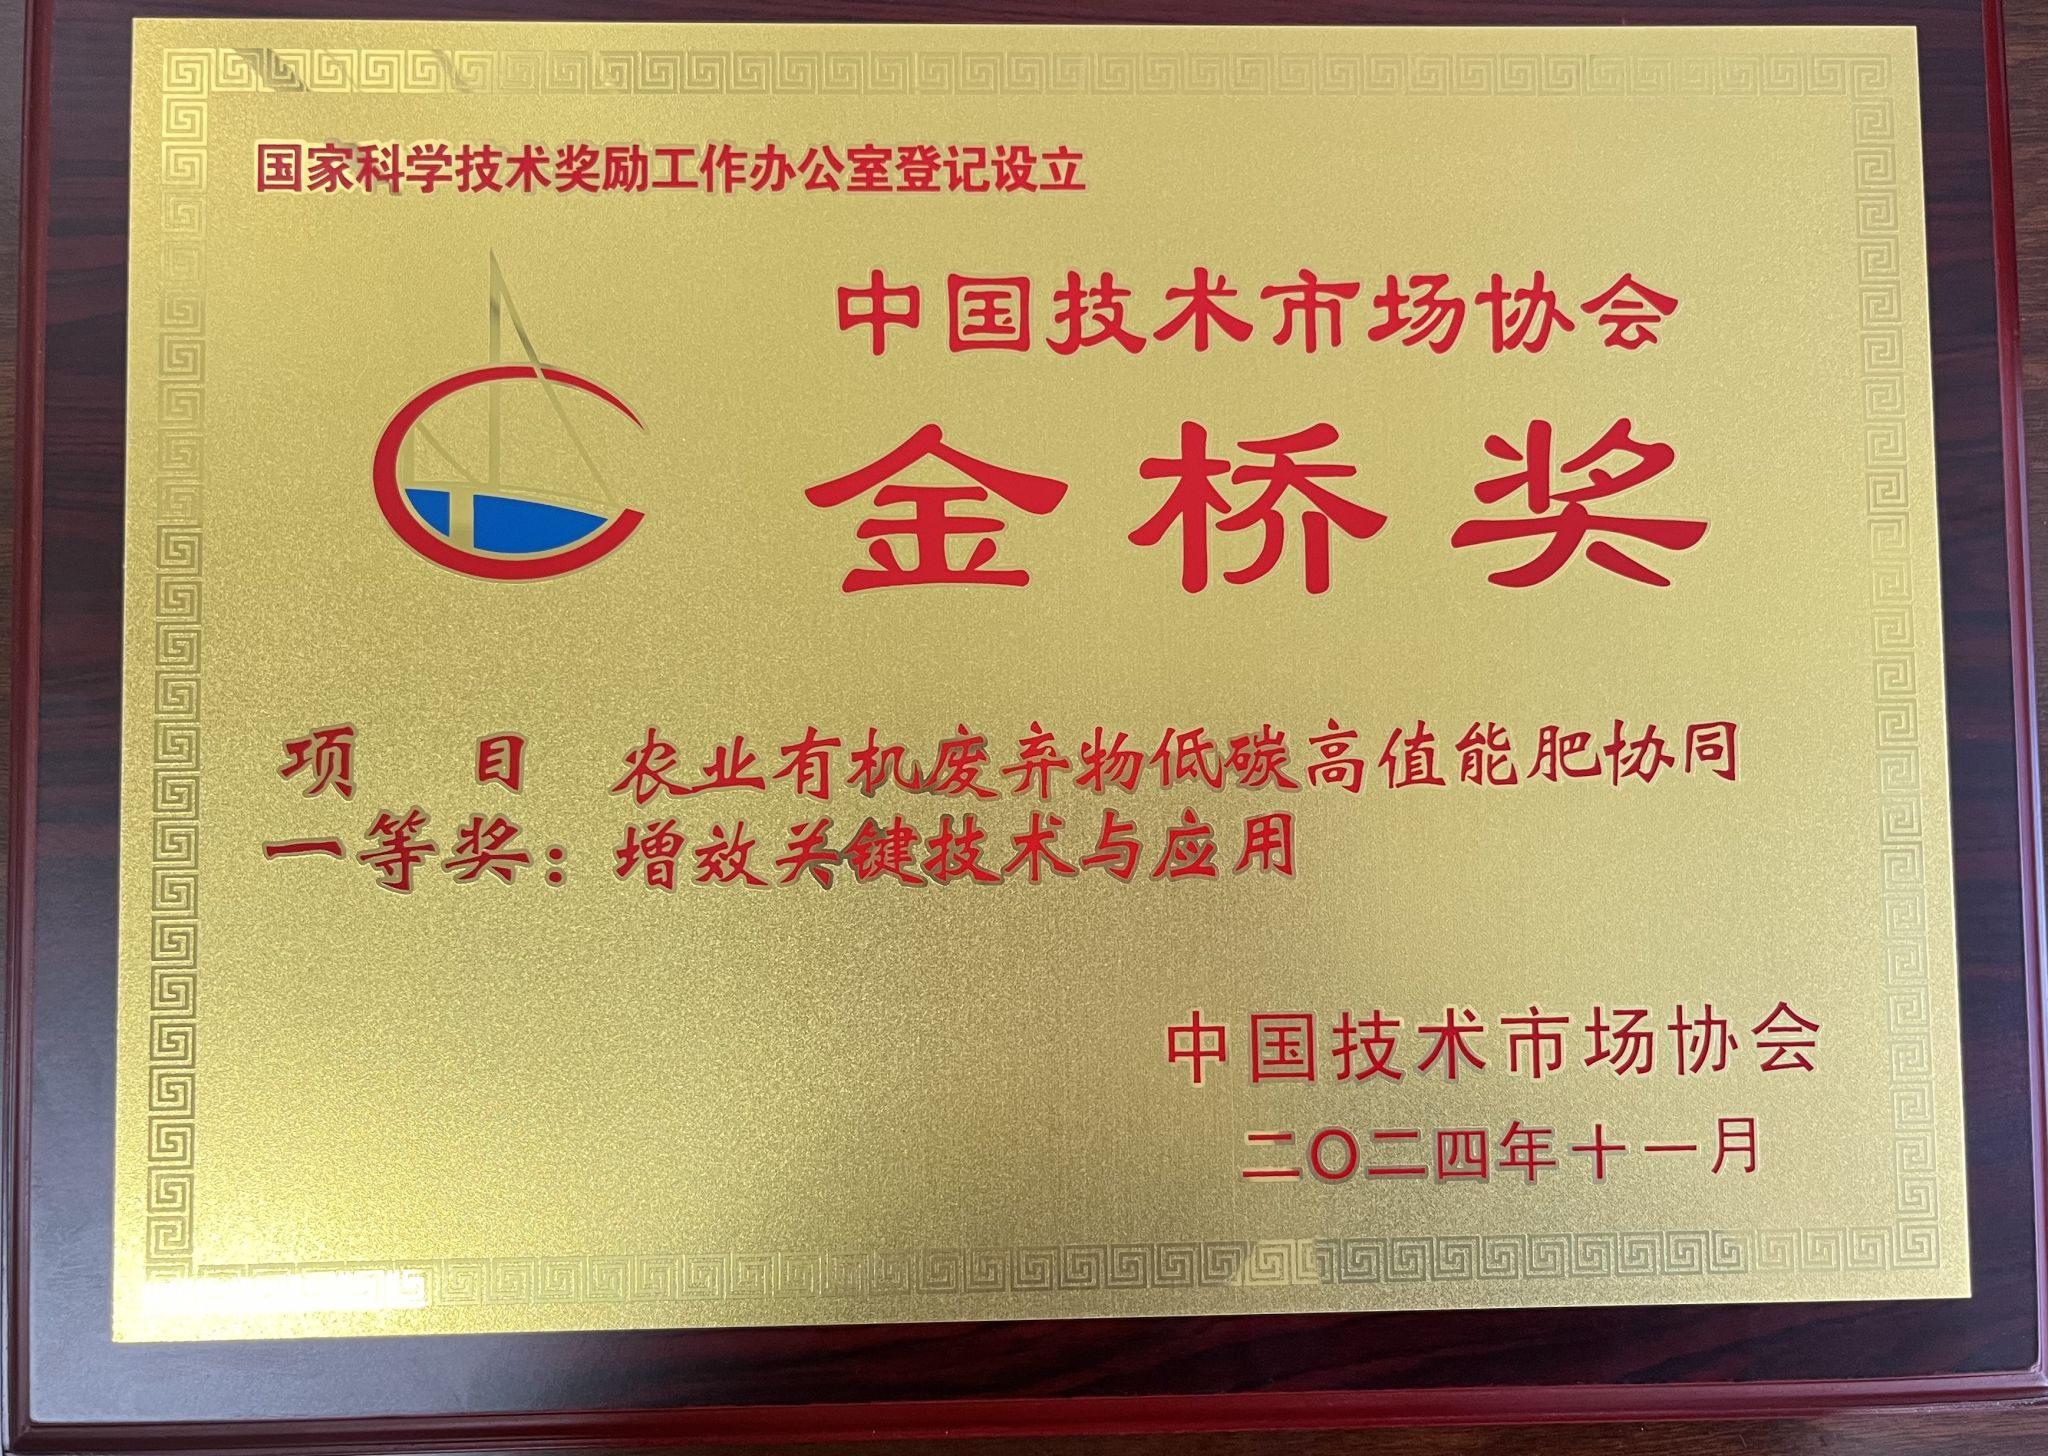 国家科学技术奖励工作办公室登记设立
中国技术市场协会
金桥奖
项目 农业有机废弃物低碳高值能肥协同
一等奖：增效关键技术与应用
中国技术市场协会
二〇二四年十一月